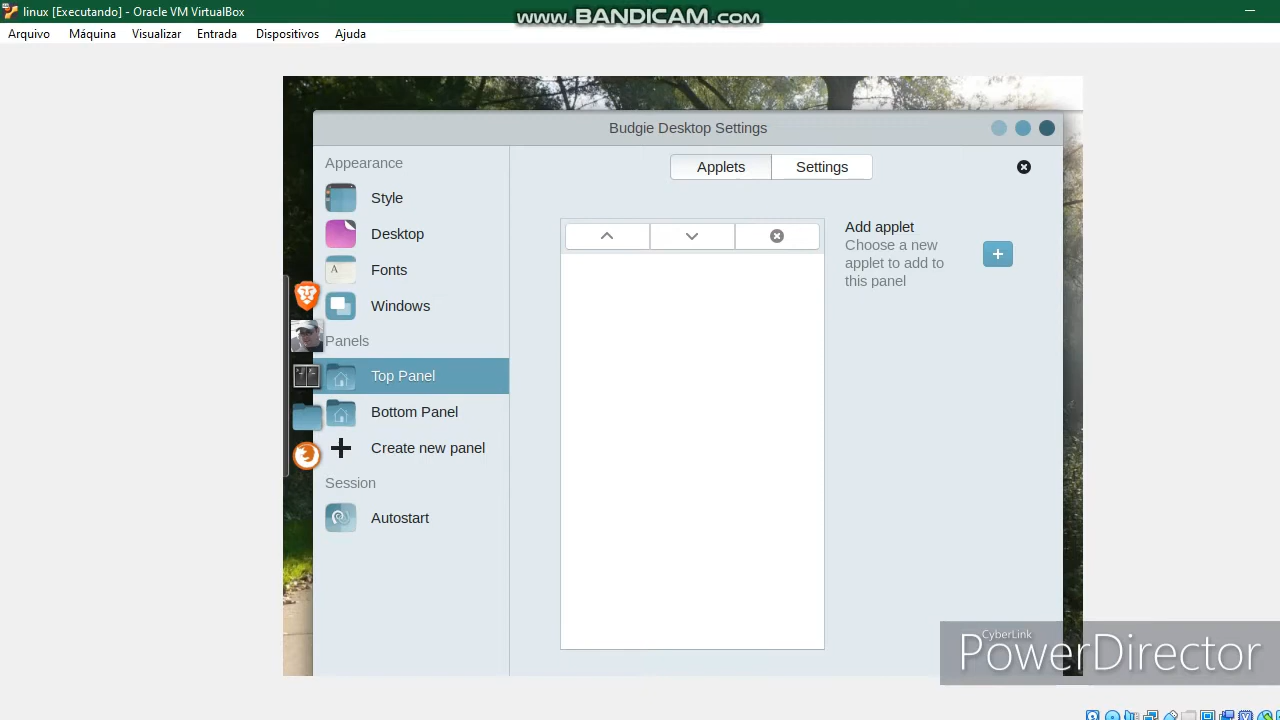 linux [Executando] - Oracle VM VirtualBox
www.BANDICAM.com
Arquivo Máquina Visualizar Entrada Dispositivos Ajuda
Budgie Desktop Settings
Appearance
Style
Desktop
Fonts
Windows
Panels
Top Panel
Bottom Panel
Create new panel
Session
Autostart
Applets Settings
Add applet
Choose a new
applet to add to
this panel
CyberLink
PowerDirector